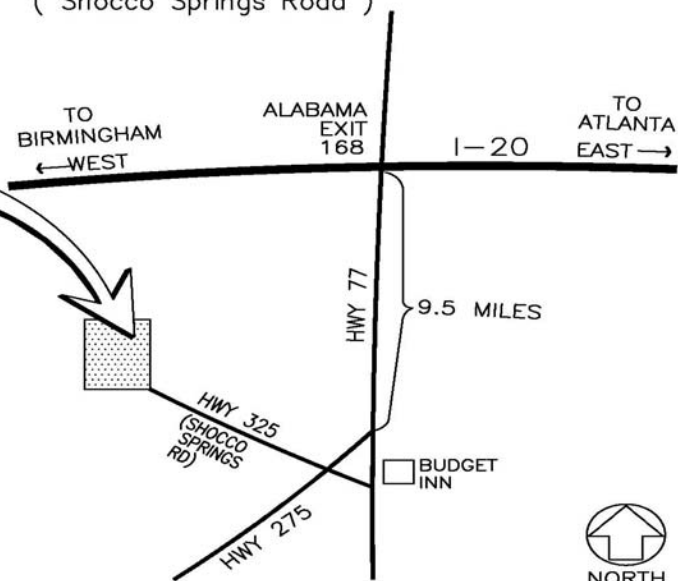 ( Shocco Springs Road )
TO
BIRMINGHAM
←WEST
ALABAMA
EXIT
168
I-20
TO
ATLANTA
EAST→
HWY 77
9.5 MILES
HWY 325
(SHOCCO
SPRINGS
RD)
BUDGET
INN
HWY 275
NORTH